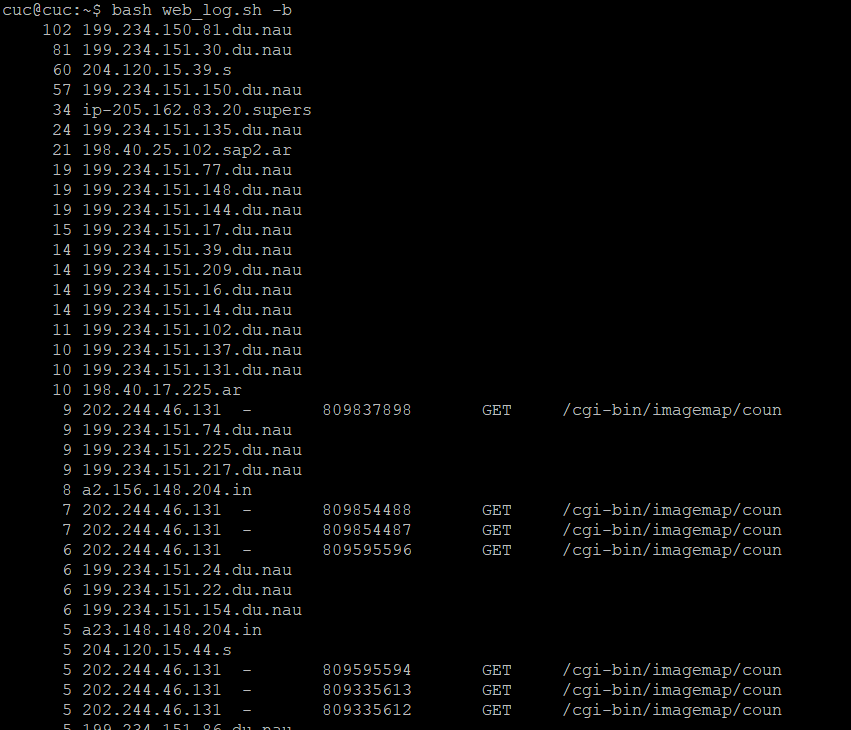 cuc@cuc:~$ bash web_log.sh -b
102 199.234.150.81.du.nau
81 199.234.151.30.du.nau
60 204.120.15.39.s
57 199.234.151.150.du.nau
34 ip-205.162.83.20.supers
24 199.234.151.135.du.nau
21 198.40.25.102.sap2.ar
19 199.234.151.77.du.nau
19 199.234.151.148.du.nau
19 199.234.151.144.du.nau
15 199.234.151.17.du.nau
14 199.234.151.39.du.nau
14 199.234.151.209.du.nau
14 199.234.151.16.du.nau
14 199.234.151.14.du.nau
11 199.234.151.102.du.nau
10 199.234.151.137.du.nau
10 199.234.151.131.du.nau
10 198.40.17.225.ar
9 202.244.46.131 - 809837898 GET /cgi-bin/imagemap/coun
9 199.234.151.74.du.nau
9 199.234.151.225.du.nau
9 199.234.151.217.du.nau
8 a2.156.148.204.in
7 202.244.46.131 - 809854488 GET /cgi-bin/imagemap/coun
7 202.244.46.131 - 809854487 GET /cgi-bin/imagemap/coun
6 202.244.46.131 - 809595596 GET /cgi-bin/imagemap/coun
6 199.234.151.24.du.nau
6 199.234.151.22.du.nau
6 199.234.151.154.du.nau
5 a23.148.148.204.in
5 204.120.15.44.s
5 202.244.46.131 - 809595594 GET /cgi-bin/imagemap/coun
5 202.244.46.131 - 809335613 GET /cgi-bin/imagemap/coun
5 202.244.46.131 - 809335612 GET /cgi-bin/imagemap/coun
5 199.234.151.86.du.nau